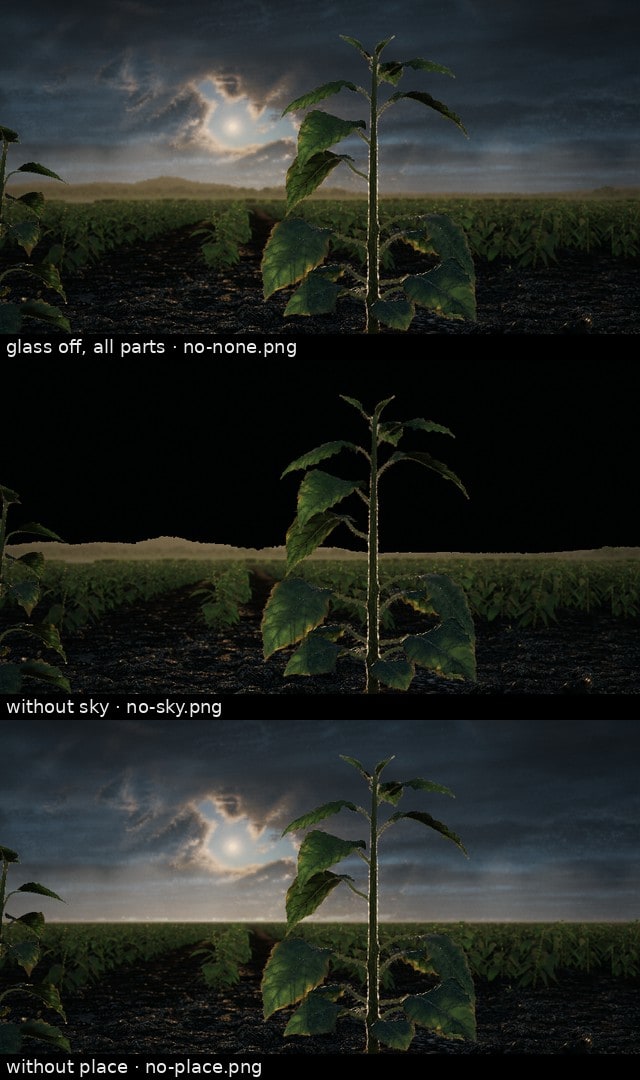 glass off, all parts · no-none.png
without sky · no-sky.png
without place · no-place.png